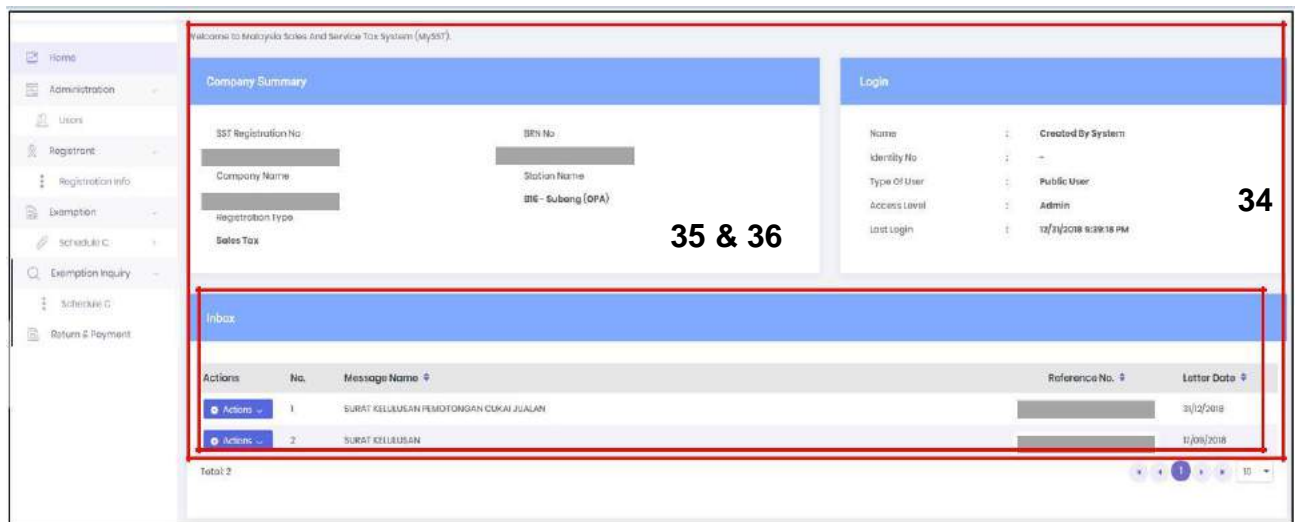 Welcome to Malaysia Sales And Service Tax System (MySST).
Home
Administration
Users
Registrant
Registration Info
Exemption
Schedule C
Exemption Inquiry
Schedule C
Return & Payment
Company Summary
SST Registration No
BRN No
Company Name
Station Name
B16 - Subang (OPA)
Registration Type
Sales Tax
35 & 36
Login
Name : Created By System
Identity No : -
Type Of User : Public User
Access Level : Admin
Last Login : 12/31/2018 9:39:18 PM
34
Inbox
Actions No. Message Name Reference No. Letter Date
Actions 1 SURAT KELULUSAN PEMOTONGAN CUKAI JUALAN 31/12/2018
Actions 2 SURAT KELULUSAN 12/09/2018
Total: 2
« ‹ 1 › » 10